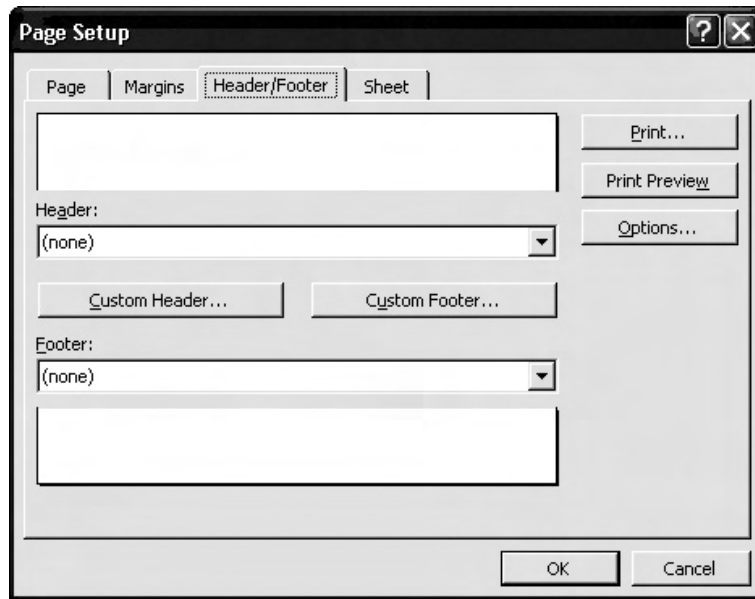 Page Setup
Page Margins Header/Footer Sheet
Print...
Print Preview
Header:
Options...
(none)
Custom Header... Custom Footer...
Footer:
(none)
OK Cancel